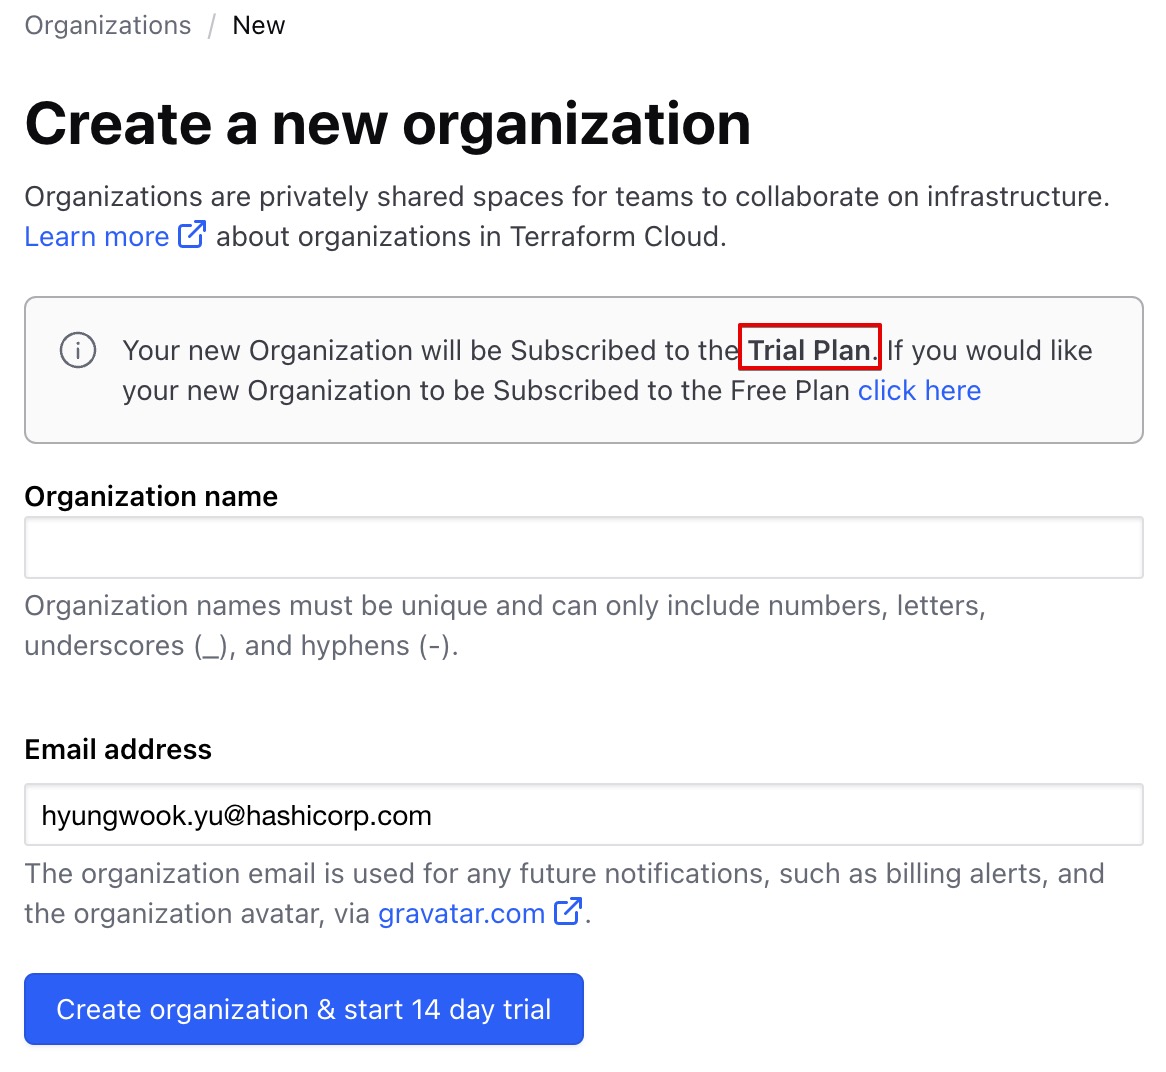 Organizations / New
Create a new organization
Organizations are privately shared spaces for teams to collaborate on infrastructure.
Learn more about organizations in Terraform Cloud.
Your new Organization will be Subscribed to the Trial Plan. If you would like
your new Organization to be Subscribed to the Free Plan click here
Organization name
Organization names must be unique and can only include numbers, letters,
underscores (_), and hyphens (-).
Email address
hyungwook.yu@hashicorp.com
The organization email is used for any future notifications, such as billing alerts, and
the organization avatar, via gravatar.com.
Create organization & start 14 day trial